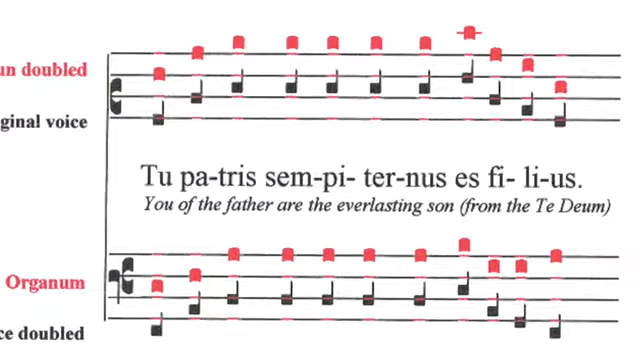 un doubled
ginal voice
Tu pa-tris sem-pi- ter-nus es fi- li-us.
You of the father are the everlasting son (from the Te Deum)
Organum
ce doubled